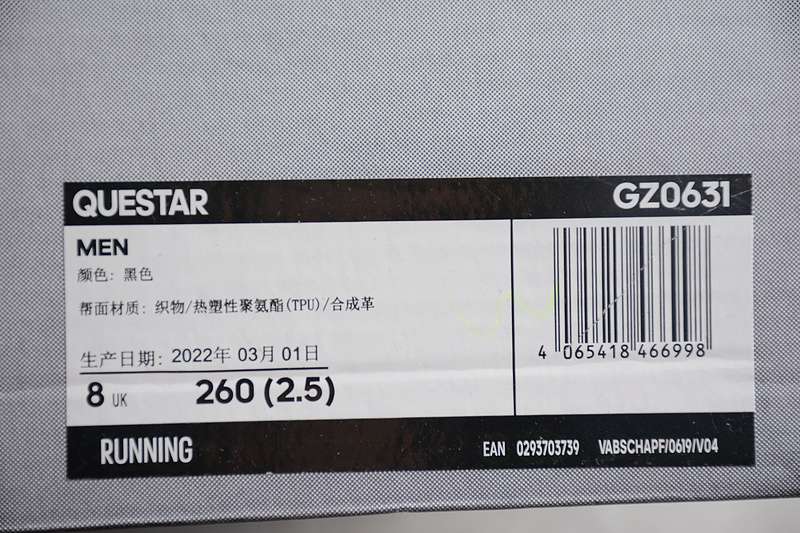 QUESTAR GZ0631
MEN
颜色: 黑色
帮面材质: 织物/热塑性聚氨酯(TPU)/合成革
生产日期: 2022年 03月 01日
8 UK 260 (2.5)
4 065418 466998
RUNNING EAN 0293703739 VABSCHAPF/0619/V04